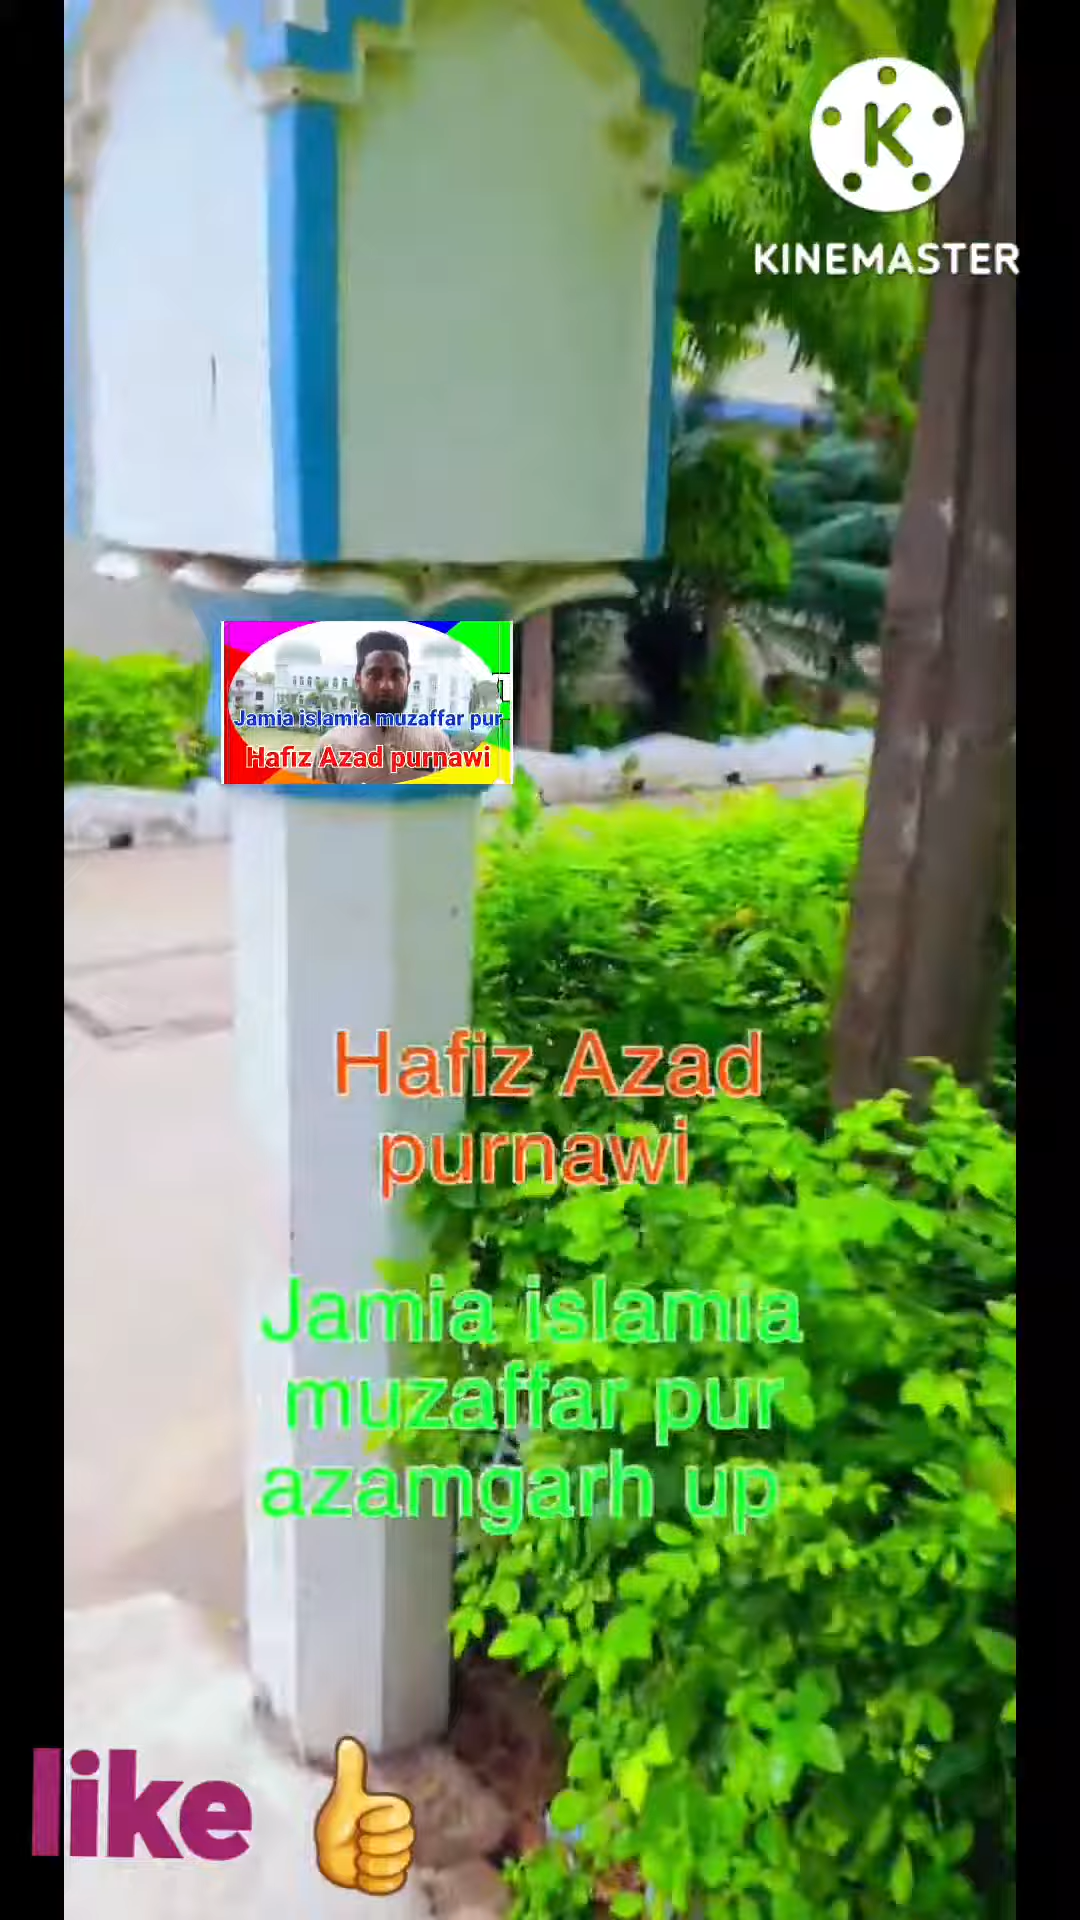 K
KINEMASTER
Jamia islamia muzaffar pur
Hafiz Azad purnawi
Hafiz Azad
purnawi
Jamia islamia
muzaffar pur
azamgarh up
like 👍